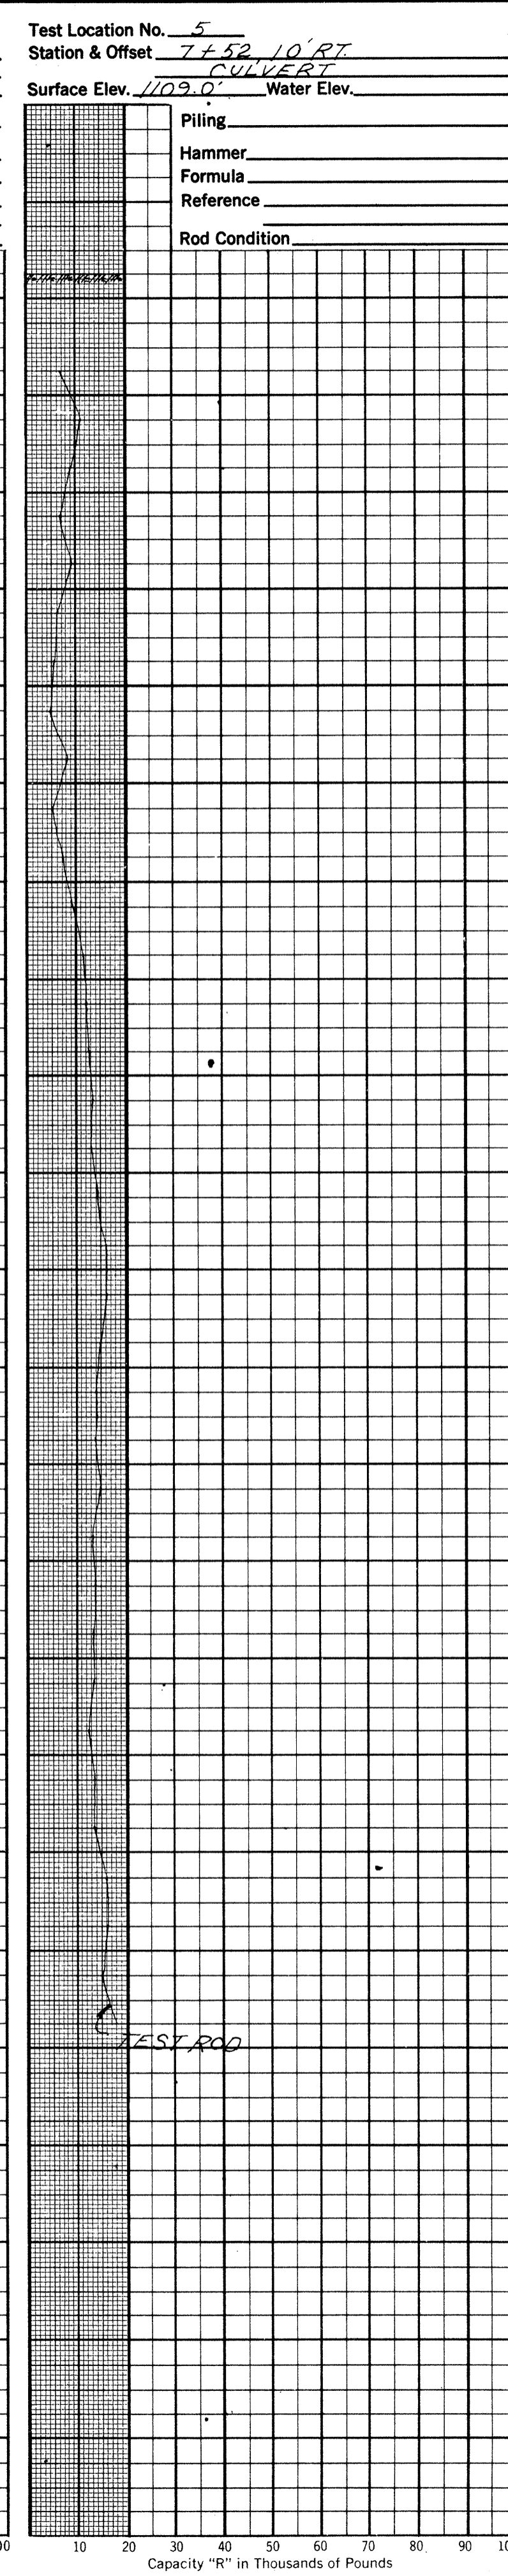 Test Location No. 5
Station & Offset 7+52, 10' RT.
CULVERT
Surface Elev. 1109.0' Water Elev.
Piling
Hammer
Formula
Reference
Rod Condition
TEST ROD
00 10 20 30 40 50 60 70 80 90 10
Capacity "R" in Thousands of Pounds